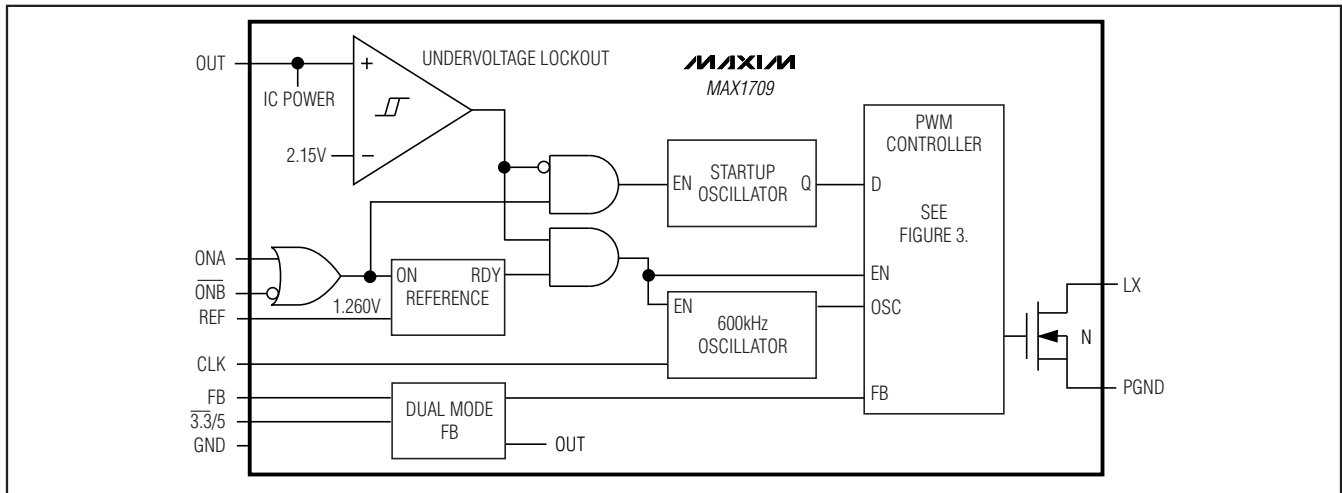 UNDERVOLTAGE LOCKOUT
MAXIM
MAX1709
OUT
+
IC POWER
2.15V
−
PWM
CONTROLLER
EN
STARTUP
OSCILLATOR
Q
D
SEE
FIGURE 3.
ONA
ONB
REF
ON
RDY
REFERENCE
1.260V
EN
EN
600kHz
OSCILLATOR
OSC
LX
N
PGND
CLK
FB
3.3/5
GND
DUAL MODE
FB
OUT
FB